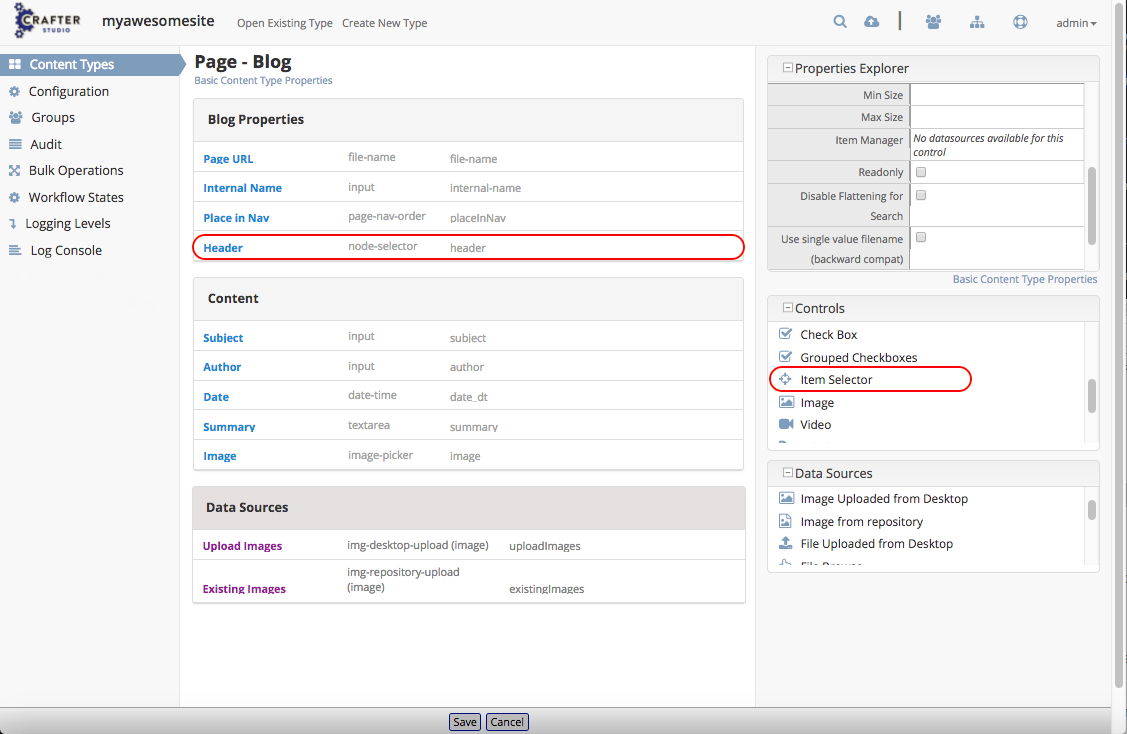 CRAFTER
STUDIO
myawesomesite
Open Existing Type
Create New Type
admin
Content Types
Configuration
Groups
Audit
Bulk Operations
Workflow States
Logging Levels
Log Console
Page - Blog
Basic Content Type Properties
Blog Properties
Page URL file-name file-name
Internal Name input internal-name
Place in Nav page-nav-order placeInNav
Header node-selector header
Content
Subject input subject
Author input author
Date date-time date_dt
Summary textarea summary
Image image-picker image
Data Sources
Upload Images img-desktop-upload (image) uploadImages
img-repository-upload
Existing Images (image) existingImages
Properties Explorer
Min Size
Max Size
Item Manager No datasources available for this
control
Readonly
Disable Flattening for
Search
Use single value filename
(backward compat)
Basic Content Type Properties
Controls
Check Box
Grouped Checkboxes
Item Selector
Image
Video
Data Sources
Image Uploaded from Desktop
Image from repository
File Uploaded from Desktop
File Browse
Save Cancel